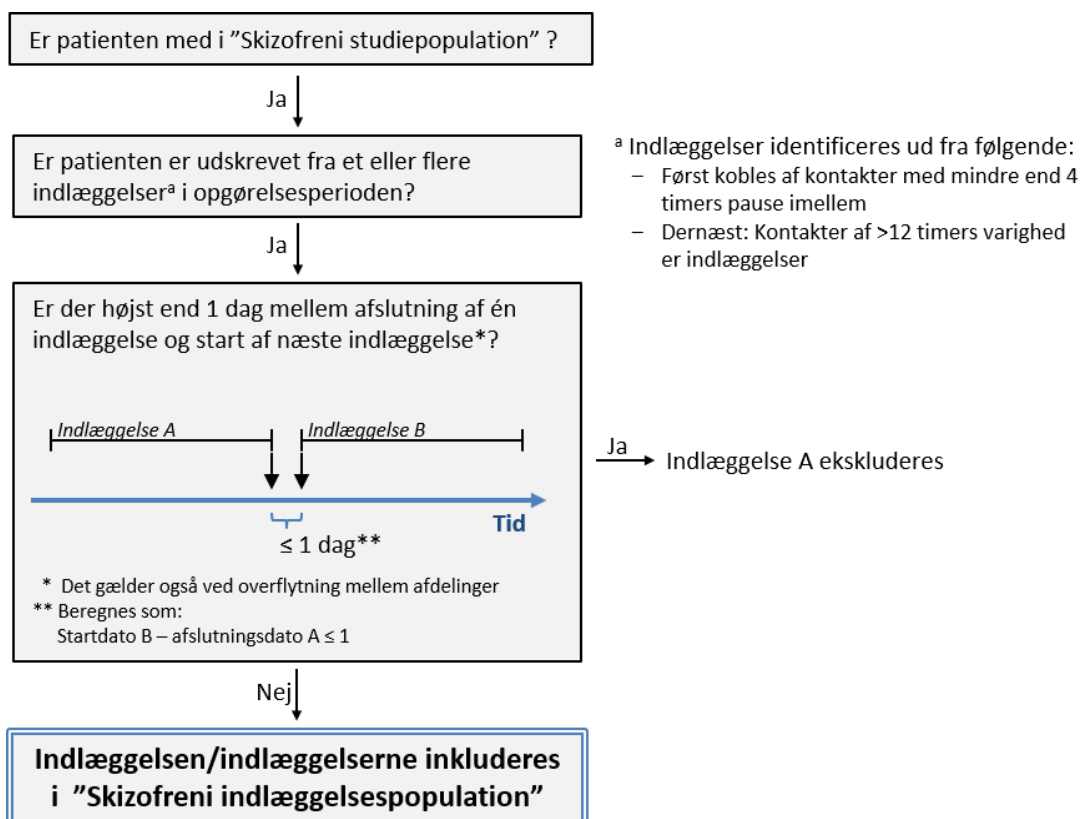 Er patienten med i ”Skizofreni studiepopulation” ?
Ja
Er patienten er udskrevet fra et eller flere
indlæggelserᵃ i opgørelsesperioden?
ᵃ Indlæggelser identificeres ud fra følgende:
– Først kobles af kontakter med mindre end 4
timers pause imellem
– Dernæst: Kontakter af >12 timers varighed
er indlæggelser
Ja
Er der højst end 1 dag mellem afslutning af én
indlæggelse og start af næste indlæggelse*?
Indlæggelse A
Indlæggelse B
Tid
≤ 1 dag**
* Det gælder også ved overflytning mellem afdelinger
** Beregnes som:
Startdato B – afslutningsdato A ≤ 1
Ja
Indlæggelse A ekskluderes
Nej
Indlæggelsen/indlæggelserne inkluderes
i ”Skizofreni indlæggelsespopulation”